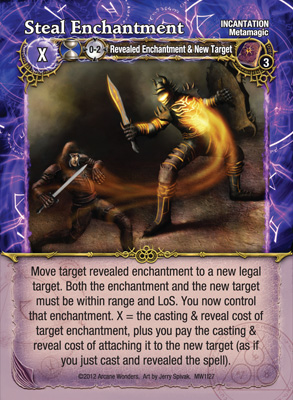 Steal Enchantment
INCANTATION
Metamagic
X
0-2
Revealed Enchantment & New Target
3
Move target revealed enchantment to a new legal
target. Both the enchantment and the new target
must be within range and LoS. You now control
that enchantment. X = the casting & reveal cost of
target enchantment, plus you pay the casting &
reveal cost of attaching it to the new target (as if
you just cast and revealed the spell).
©2012 Arcane Wonders. Art by Jerry Spivak. MW1I27